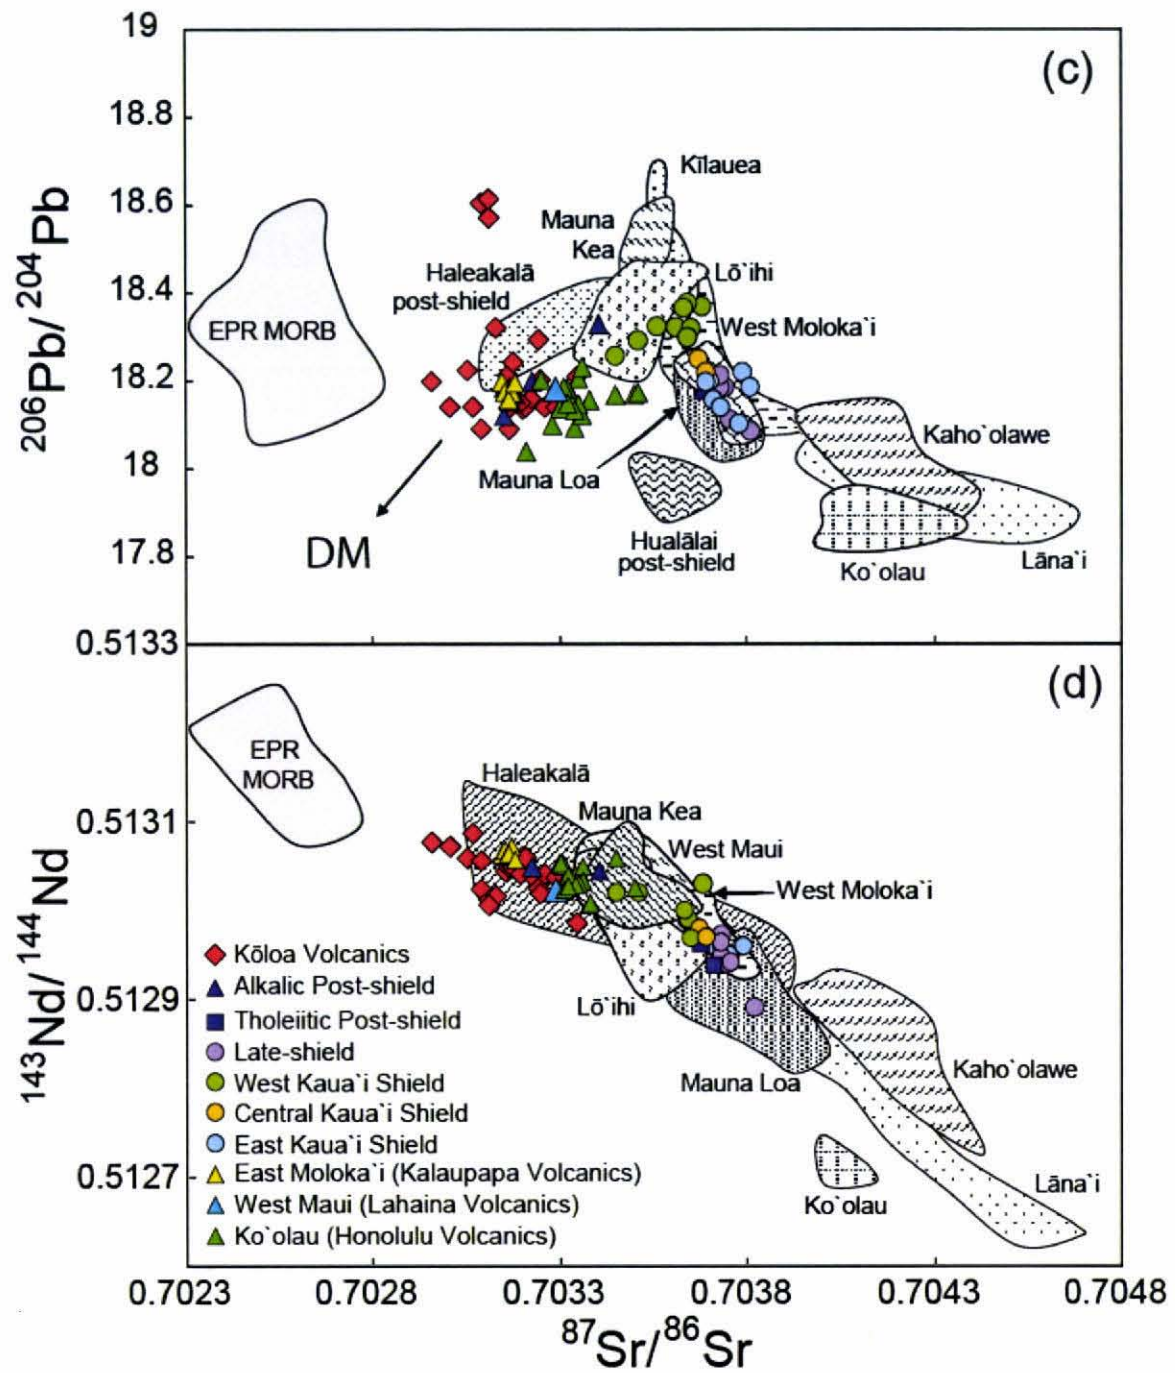 19
(c)
18.8
Kīlauea
18.6
Mauna
Kea
18.4
Haleakalā
post-shield
Lō`ihi
EPR MORB
West Moloka`i
18.2
206Pb/204Pb
Kaho`olawe
18
Mauna Loa
DM
Hualālai
post-shield
17.8
Ko`olau
Lāna`i
0.5133
(d)
EPR
MORB
Haleakalā
0.5131
Mauna Kea
West Maui
West Moloka`i
143Nd/144Nd
Kōloa Volcanics
Alkalic Post-shield
0.5129
Lō`ihi
Tholeiitic Post-shield
Late-shield
Kaho`olawe
West Kaua`i Shield
Mauna Loa
Central Kaua`i Shield
East Kaua`i Shield
0.5127
East Moloka`i (Kalaupapa Volcanics)
Lāna`i
West Maui (Lahaina Volcanics)
Ko`olau
Ko`olau (Honolulu Volcanics)
0.7023 0.7028 0.7033 0.7038 0.7043 0.7048
87Sr/86Sr